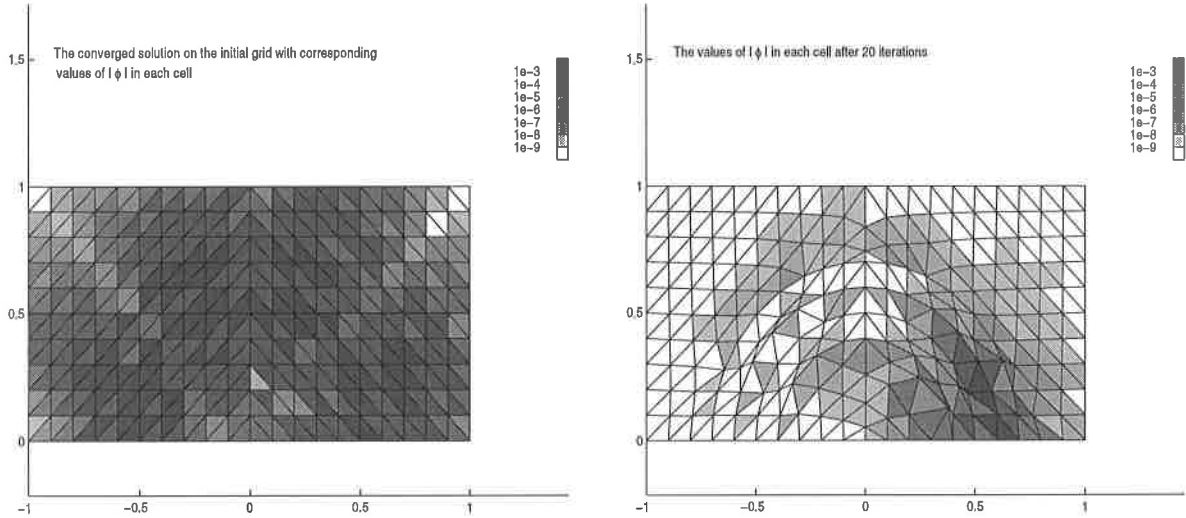 The converged solution on the initial grid with corresponding
values of | ϕ | in each cell
1.5
1e-3
1e-4
1e-5
1e-6
1e-7
1e-8
1e-9
1
0.5
0
-1
-0.5
0
0.5
1
The values of | ϕ | in each cell after 20 iterations
1.5
1e-3
1e-4
1e-5
1e-6
1e-7
1e-8
1e-9
1
0.5
0
-1
-0.5
0
0.5
1